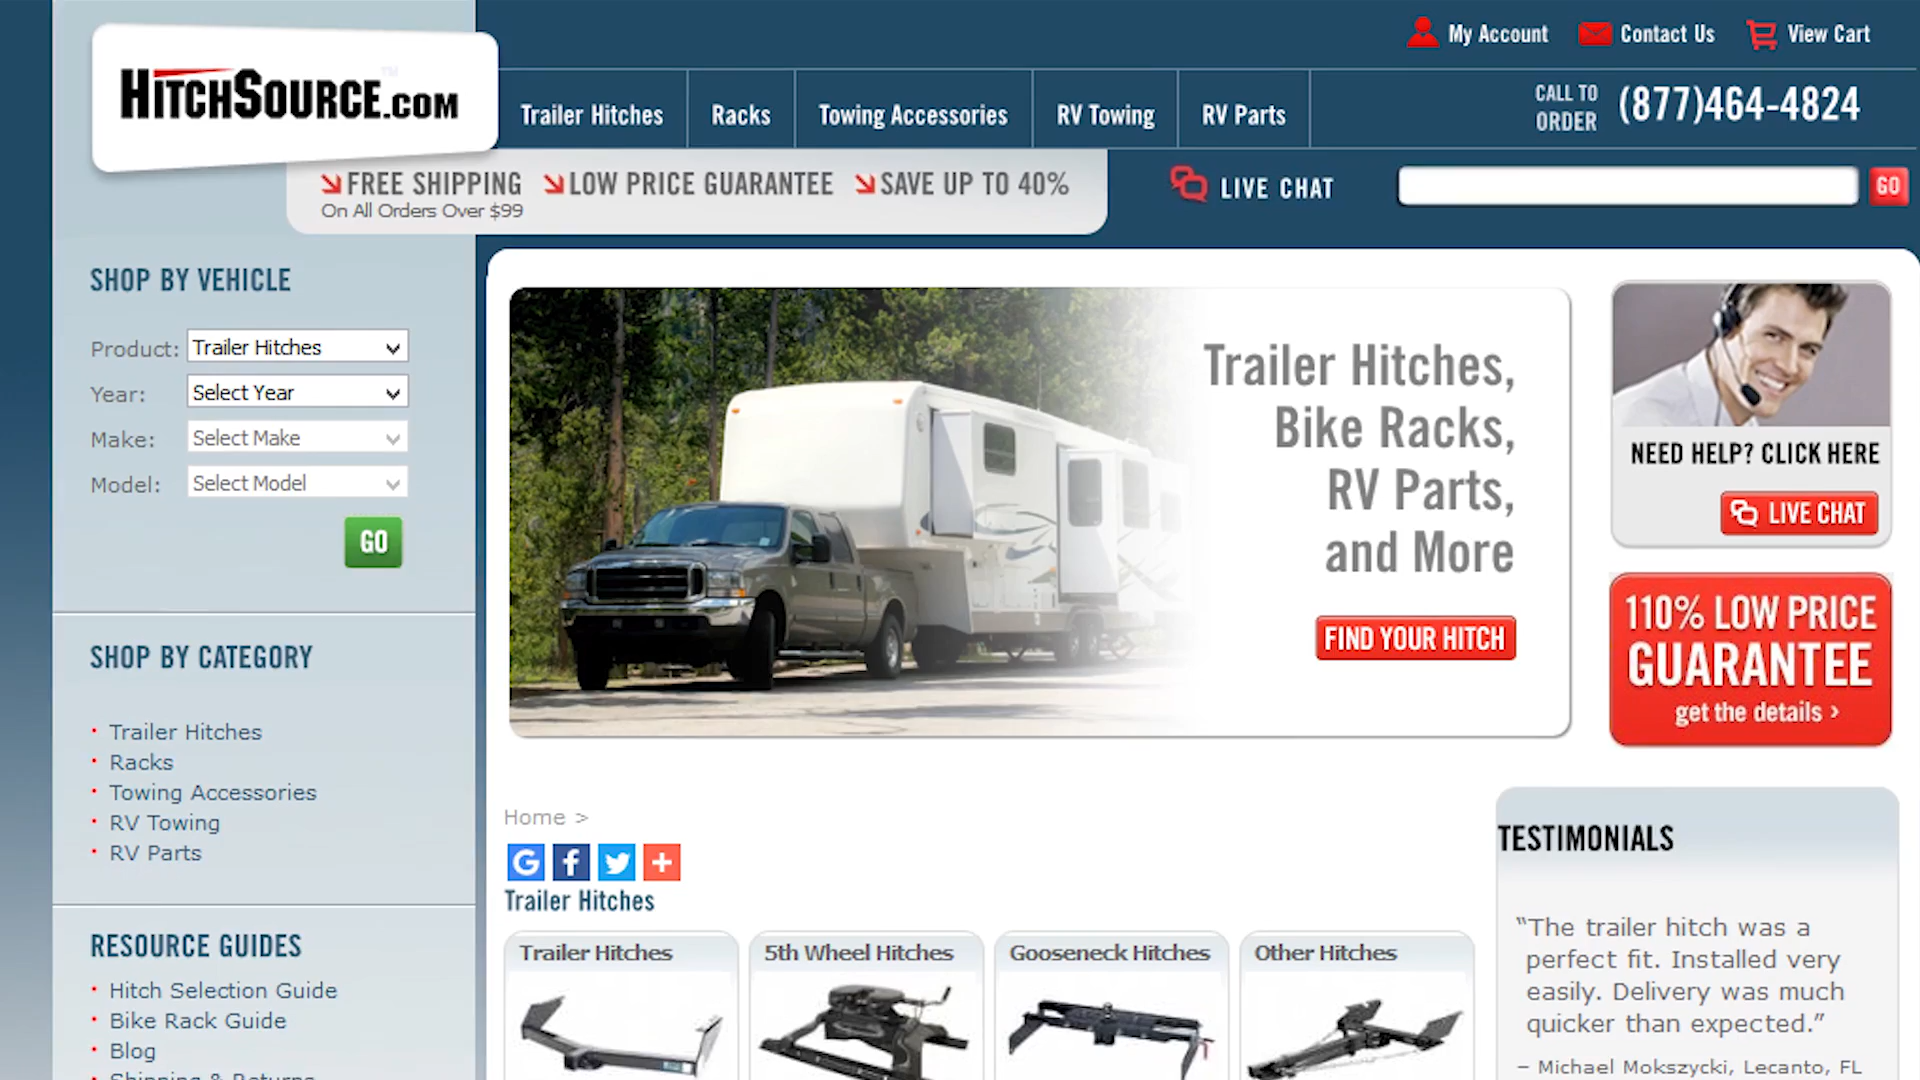 My Account
Contact Us
View Cart
HITCHSOURCE.COM
Trailer Hitches
Racks
Towing Accessories
RV Towing
RV Parts
CALL TO
ORDER
(877)464-4824
FREE SHIPPING
On All Orders Over $99
LOW PRICE GUARANTEE
SAVE UP TO 40%
LIVE CHAT
GO
SHOP BY VEHICLE
Product: Trailer Hitches
Year: Select Year
Make: Select Make
Model: Select Model
GO
SHOP BY CATEGORY
Trailer Hitches
Racks
Towing Accessories
RV Towing
RV Parts
RESOURCE GUIDES
Hitch Selection Guide
Bike Rack Guide
Blog
Shipping & Returns
Trailer Hitches,
Bike Racks,
RV Parts,
and More
FIND YOUR HITCH
NEED HELP? CLICK HERE
LIVE CHAT
110% LOW PRICE
GUARANTEE
get the details ›
Home >
Trailer Hitches
Trailer Hitches
5th Wheel Hitches
Gooseneck Hitches
Other Hitches
TESTIMONIALS
“The trailer hitch was a
perfect fit. Installed very
easily. Delivery was much
quicker than expected.”
– Michael Mokszycki, Lecanto, FL